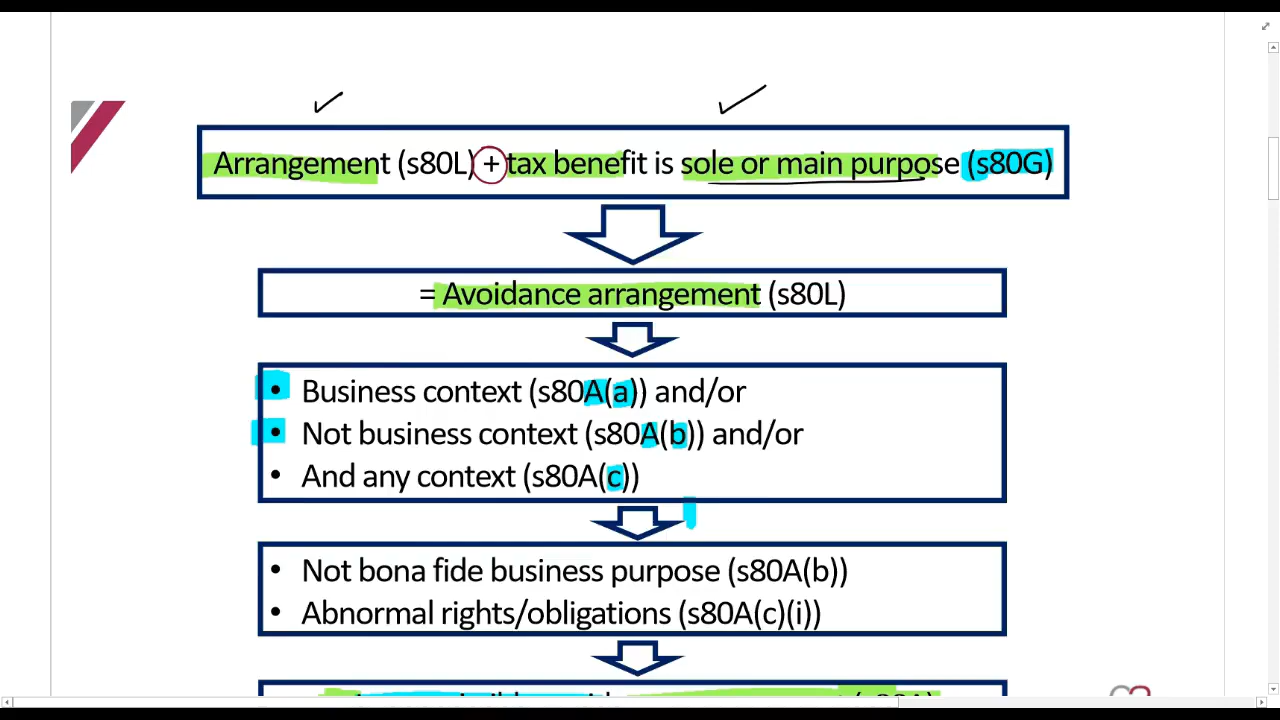 Arrangement (s80L) + tax benefit is sole or main purpose (s80G)
= Avoidance arrangement (s80L)
• Business context (s80A(a)) and/or
• Not business context (s80A(b)) and/or
• And any context (s80A(c))
• Not bona fide business purpose (s80A(b))
• Abnormal rights/obligations (s80A(c)(i))